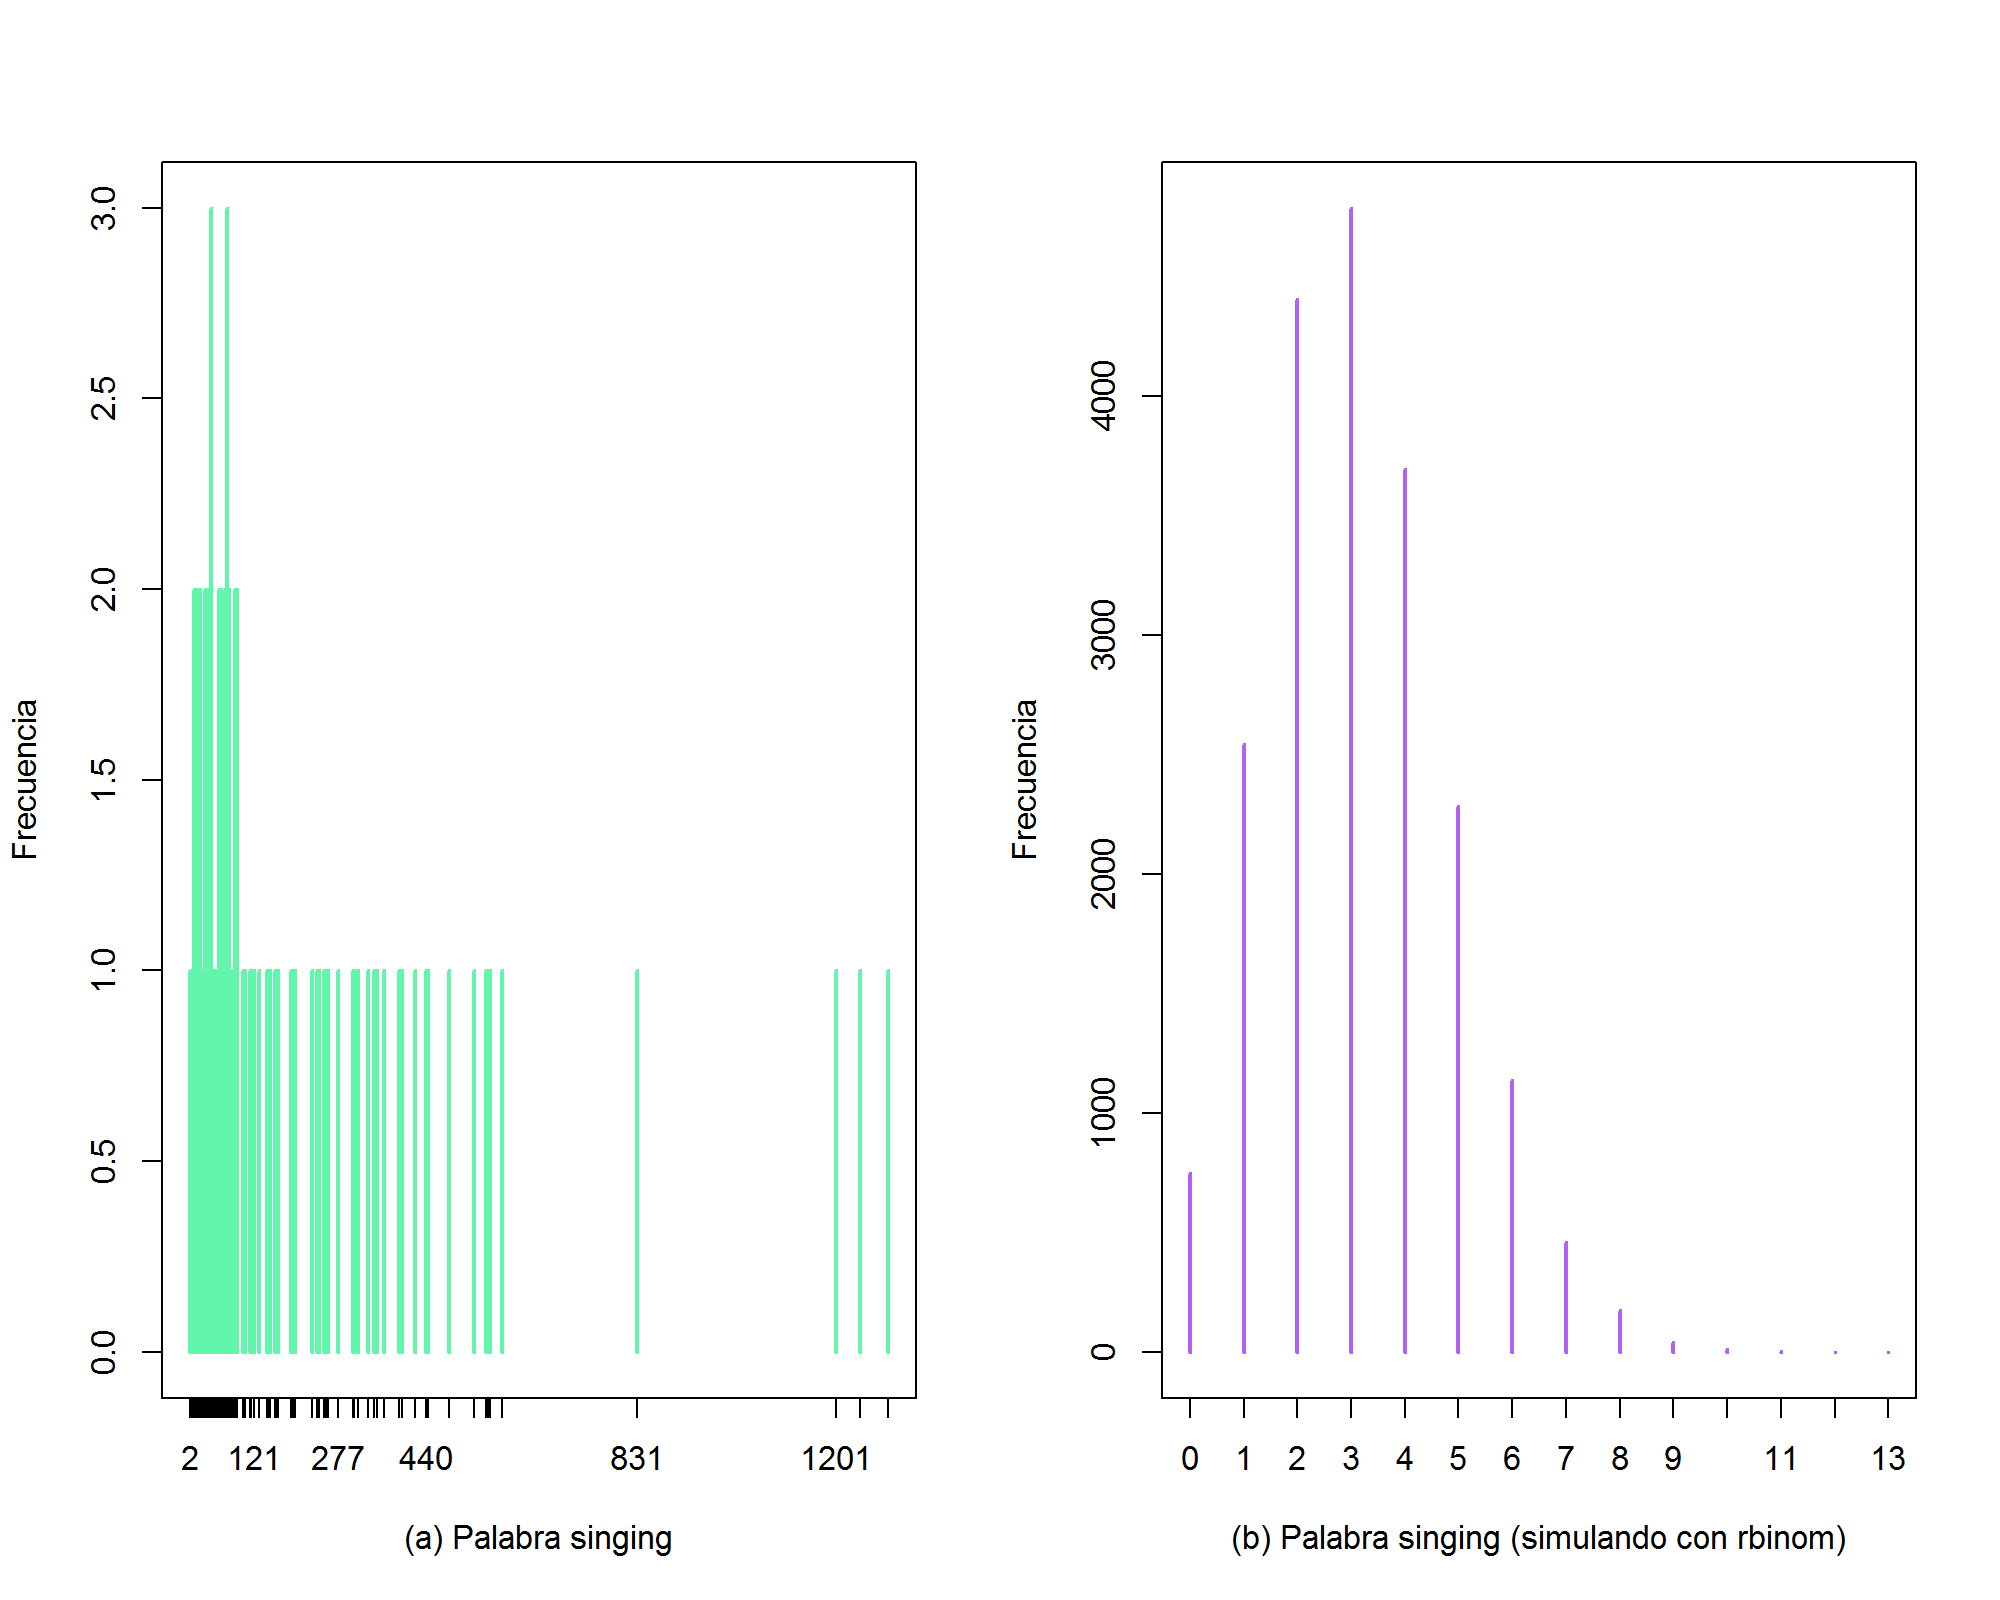 Frecuencia
3.0
2.5
2.0
1.5
1.0
0.5
0.0
2 121 277 440 831 1201
(a) Palabra singing
Frecuencia
4000
3000
2000
1000
0
0 1 2 3 4 5 6 7 8 9 11 13
(b) Palabra singing (simulando con rbinom)